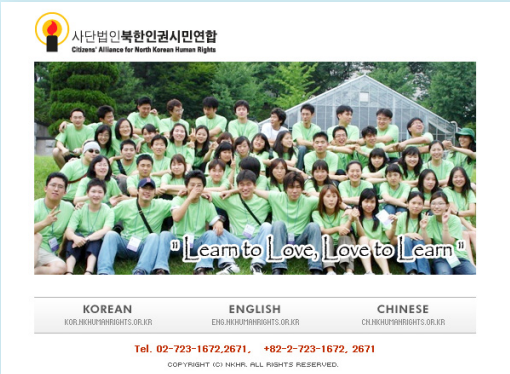 사단법인북한인권시민연합
Citizens' Alliance for North Korean Human Rights
" Learn to Love, Love to Learn "
KOREAN ENGLISH CHINESE
KOR.NKHUMANRIGHTS.OR.KR ENG.NKHUMANRIGHTS.OR.KR CN.NKHUMANRIGHTS.OR.KR
Tel. 02-723-1672,2671, +82-2-723-1672, 2671
COPYRIGHT (C) NKHR. ALL RIGHTS RESERVED.